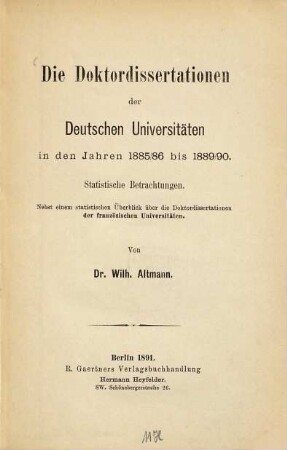 Die Doktordissertationen
der
Deutschen Universitäten
in den Jahren 1885/86 bis 1889/90.
Statistische Betrachtungen.
Nebst einem statistischen Überblick über die Doktordissertationen
der französischen Universitäten.
Von
Dr. Wilh. Altmann.
Berlin 1891.
R. Gaertners Verlagsbuchhandlung
Hermann Heyfelder.
SW. Schönebergerstraße 26.